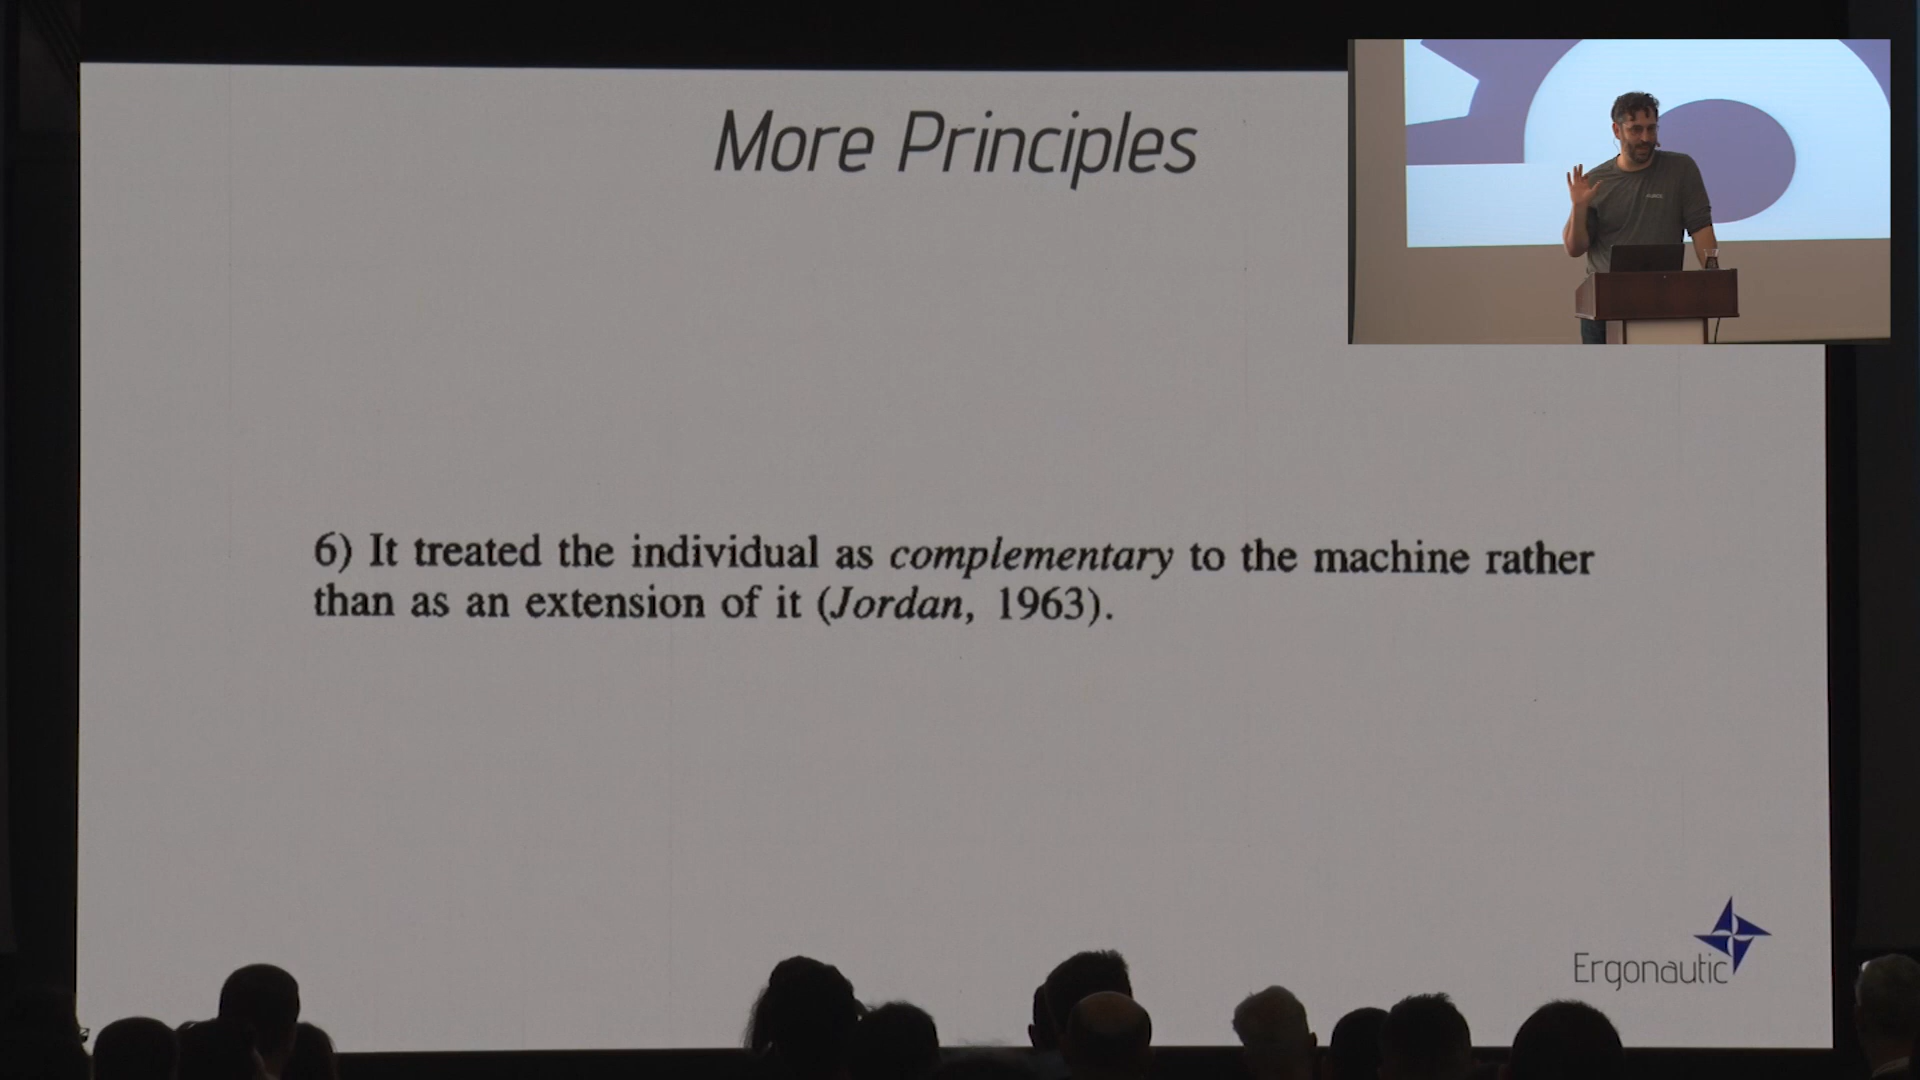 More Principles
6) It treated the individual as complementary to the machine rather
than as an extension of it (Jordan, 1963).
Ergonautic